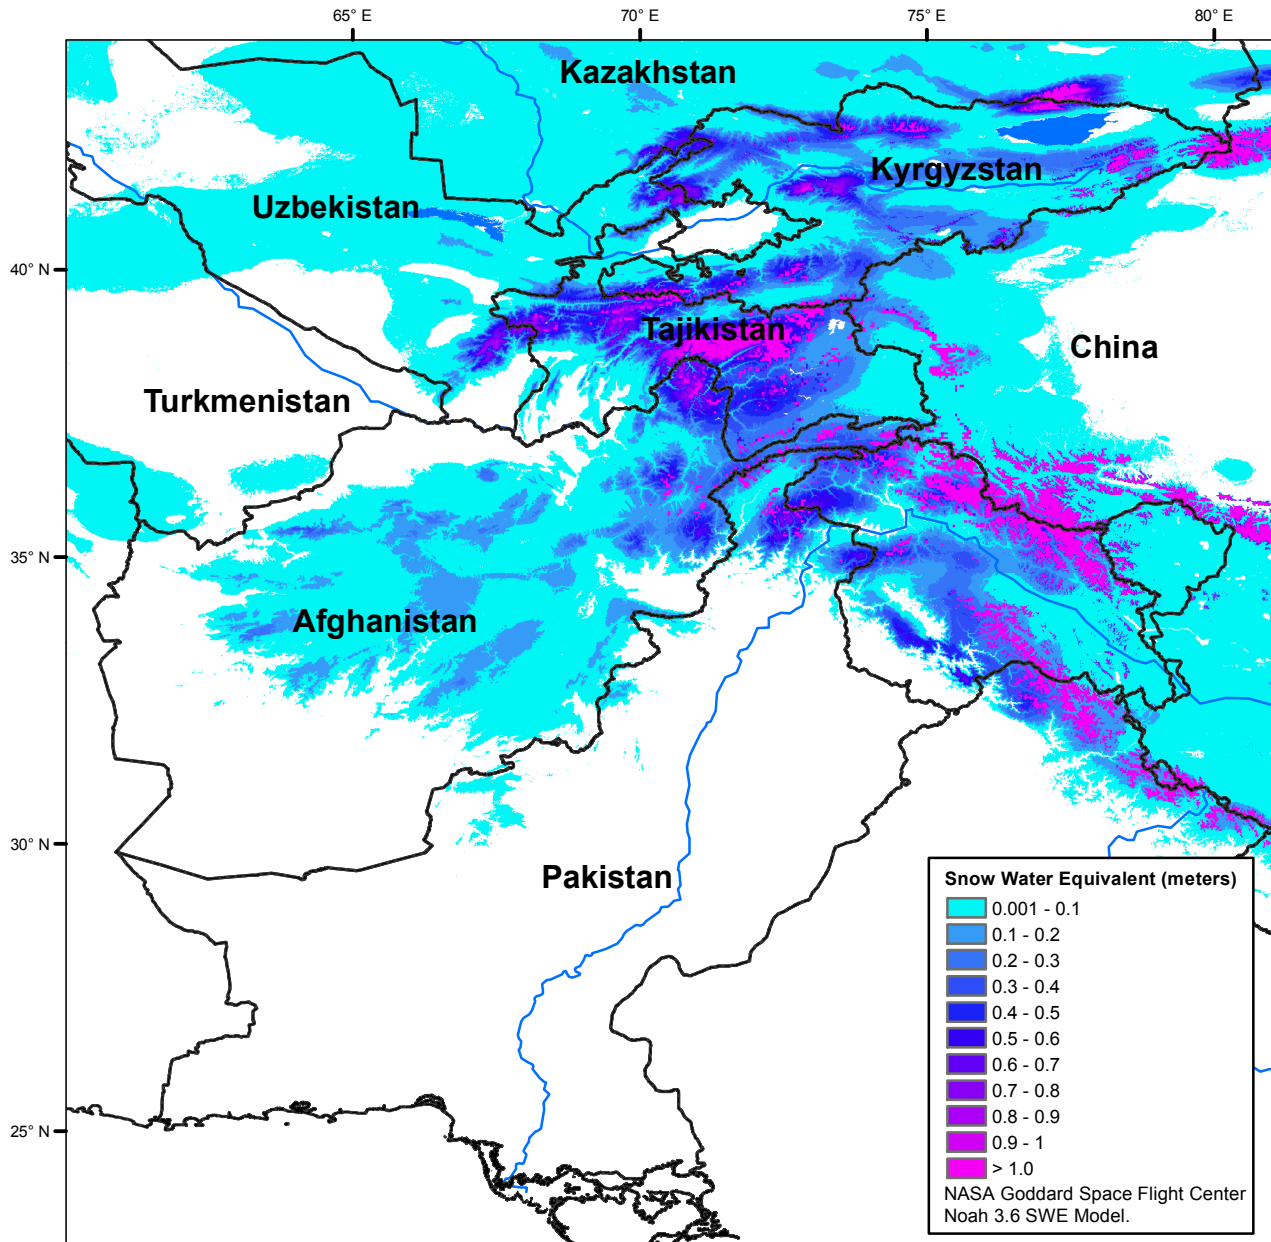 65° E
70° E
75° E
80° E
Kazakhstan
Kyrgyzstan
Uzbekistan
40° N
Tajikistan
China
Turkmenistan
35° N
Afghanistan
30° N
Pakistan
25° N
Snow Water Equivalent (meters)
0.001 - 0.1
0.1 - 0.2
0.2 - 0.3
0.3 - 0.4
0.4 - 0.5
0.5 - 0.6
0.6 - 0.7
0.7 - 0.8
0.8 - 0.9
0.9 - 1
> 1.0
NASA Goddard Space Flight Center
Noah 3.6 SWE Model.